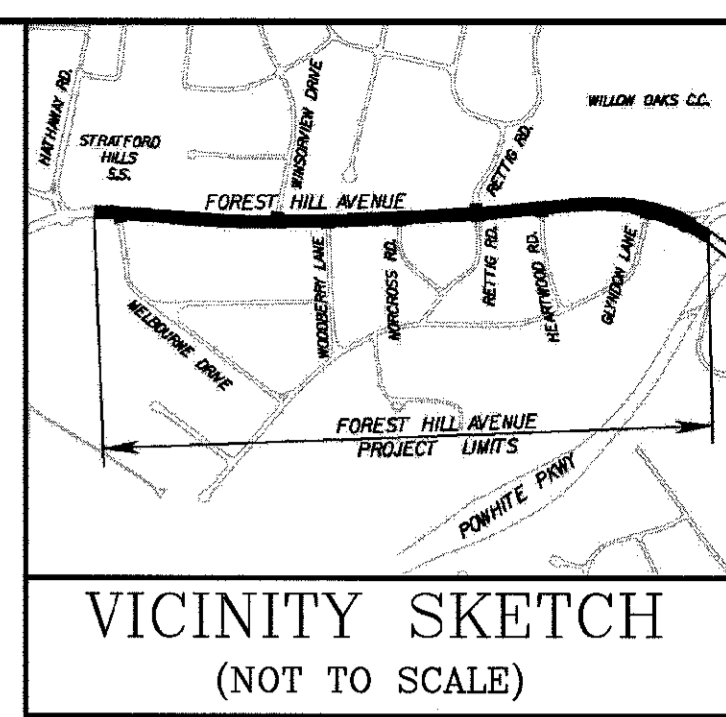 HATHAWAY RD.
STRATFORD
HILLS
S.S.
WINSORVIEW DRIVE
WILLOW OAKS C.C.
RETTIG RD.
FOREST HILL AVENUE
MELBOURNE DRIVE
WOODBERRY LANE
NORCROSS RD.
RETTIG RD.
HEARTWOOD RD.
GLYNDON LANE
FOREST HILL AVENUE
PROJECT LIMITS
POWHITE PKWY
VICINITY SKETCH
(NOT TO SCALE)